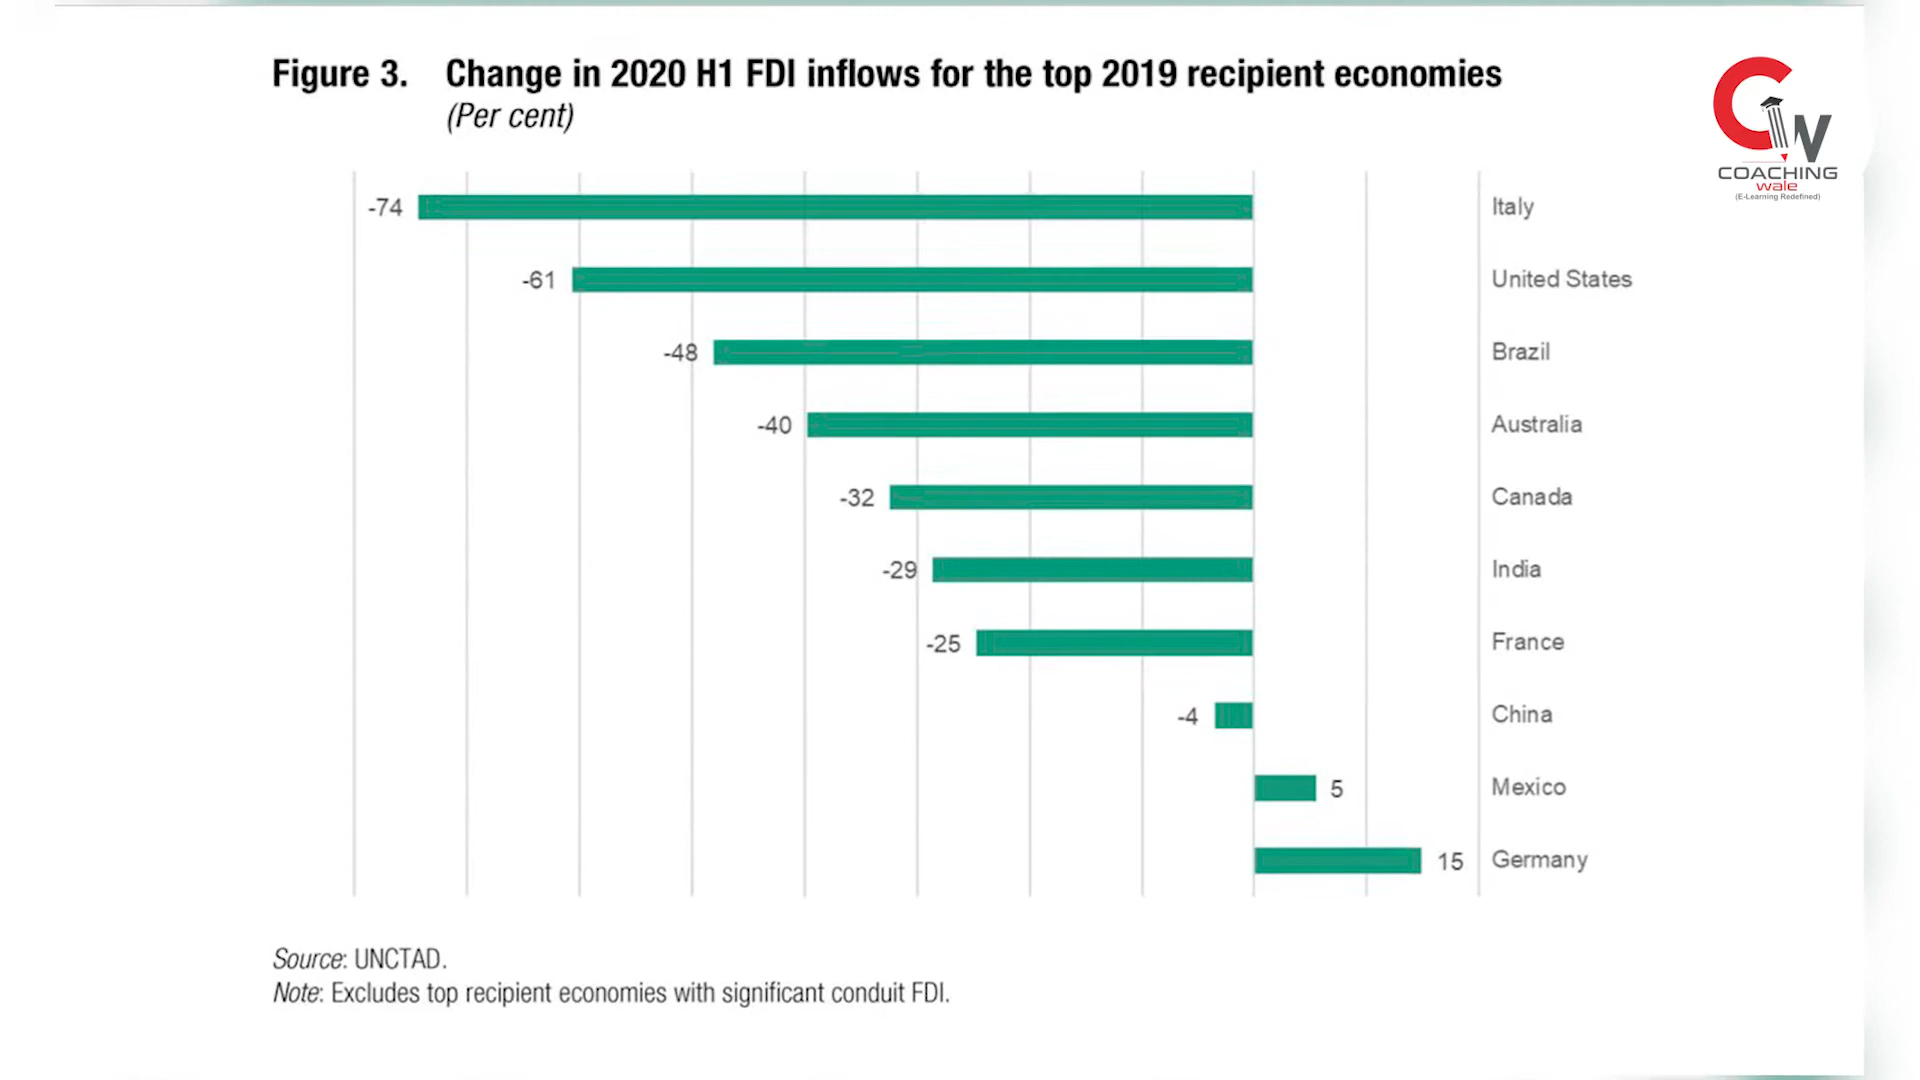 Figure 3. Change in 2020 H1 FDI inflows for the top 2019 recipient economies
(Per cent)
CW
COACHING
wale
(E-Learning Redefined)
-74 Italy
-61 United States
-48 Brazil
-40 Australia
-32 Canada
-29 India
-25 France
-4 China
5 Mexico
15 Germany
Source: UNCTAD.
Note: Excludes top recipient economies with significant conduit FDI.